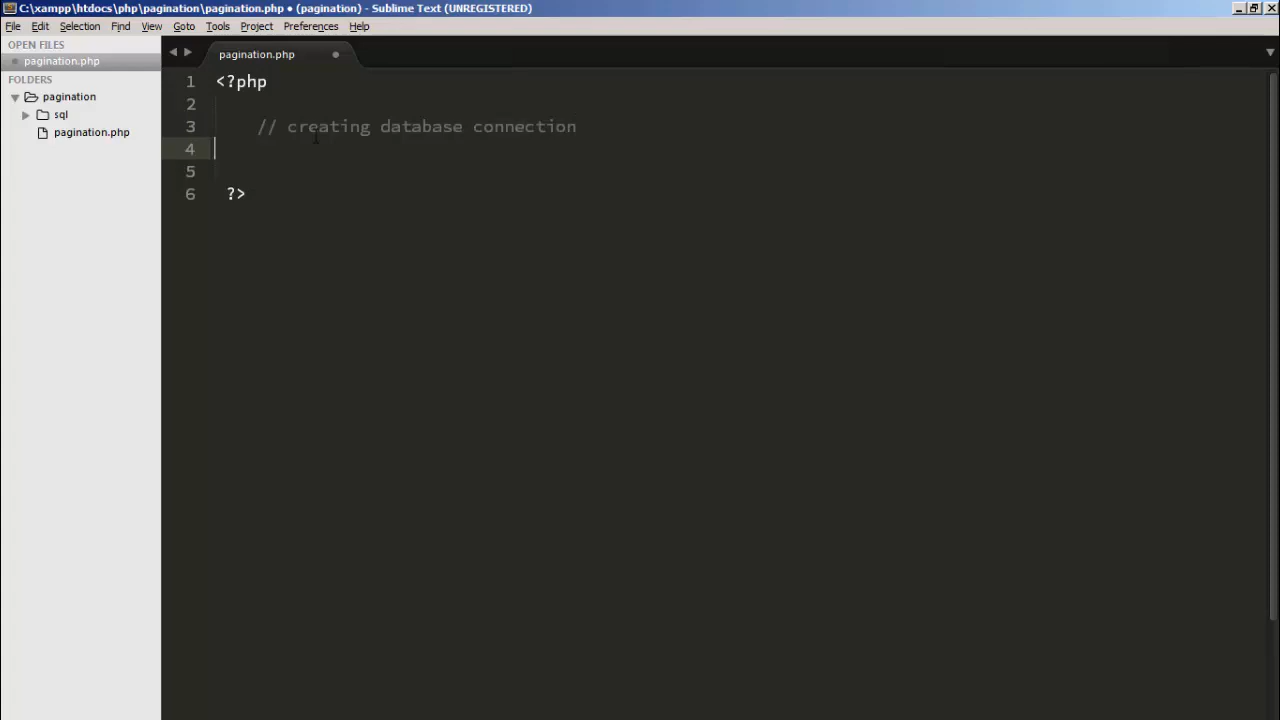 C:\xampp\htdocs\php\pagination\pagination.php • (pagination) - Sublime Text (UNREGISTERED)
File Edit Selection Find View Goto Tools Project Preferences Help
OPEN FILES
pagination.php
FOLDERS
pagination
sql
pagination.php
pagination.php
1 <?php
2
3 // creating database connection
4
5
6 ?>